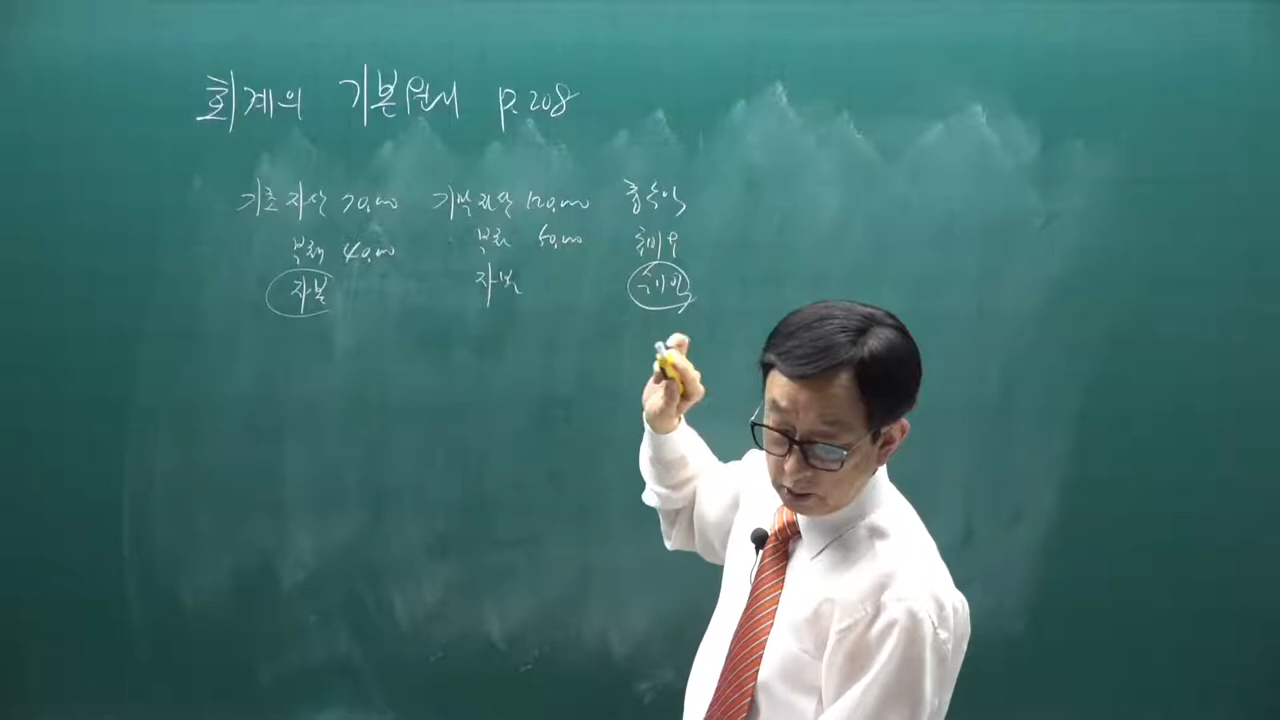 회계의 기본원서 p.208
기초자산 70,000 기말자산 120,000 총수익
부채 40,000 부채 50,000 총비용
자본 자본 순이익